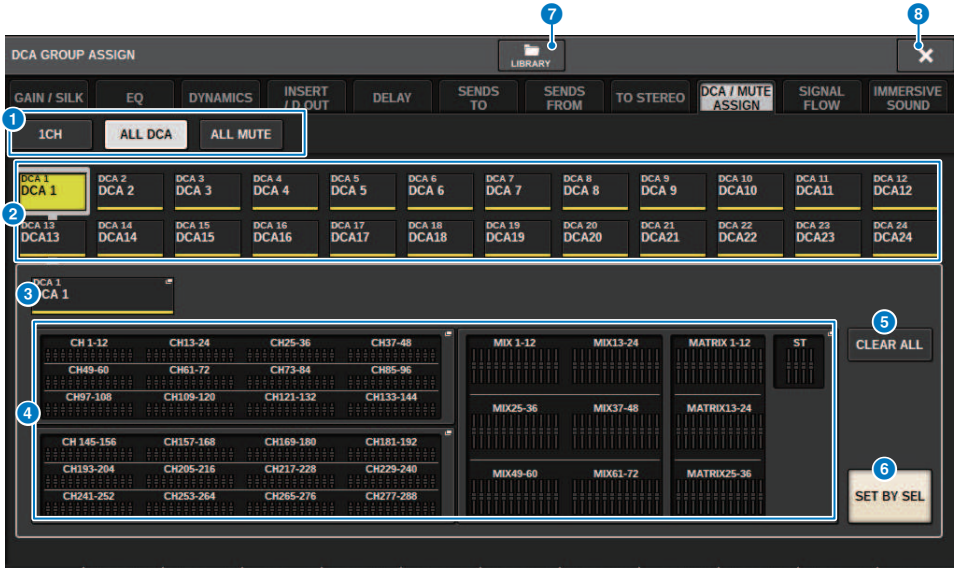 7
8
DCA GROUP ASSIGN
LIBRARY
GAIN / SILK
EQ
DYNAMICS
INSERT
/ D.OUT
DELAY
SENDS
TO
SENDS
FROM
TO STEREO
DCA / MUTE
ASSIGN
SIGNAL
FLOW
IMMERSIVE
SOUND
1
1CH
ALL DCA
ALL MUTE
2
DCA 1
DCA 1
DCA 2
DCA 2
DCA 3
DCA 3
DCA 4
DCA 4
DCA 5
DCA 5
DCA 6
DCA 6
DCA 7
DCA 7
DCA 8
DCA 8
DCA 9
DCA 9
DCA 10
DCA10
DCA 11
DCA11
DCA 12
DCA12
DCA 13
DCA13
DCA 14
DCA14
DCA 15
DCA15
DCA 16
DCA16
DCA 17
DCA17
DCA 18
DCA18
DCA 19
DCA19
DCA 20
DCA20
DCA 21
DCA21
DCA 22
DCA22
DCA 23
DCA23
DCA 24
DCA24
3
DCA 1
DCA 1
4
CH 1-12
CH13-24
CH25-36
CH37-48
CH49-60
CH61-72
CH73-84
CH85-96
CH97-108
CH109-120
CH121-132
CH133-144
CH 145-156
CH157-168
CH169-180
CH181-192
CH193-204
CH205-216
CH217-228
CH229-240
CH241-252
CH253-264
CH265-276
CH277-288
MIX 1-12
MIX13-24
MATRIX 1-12
ST
MIX25-36
MIX37-48
MATRIX13-24
MIX49-60
MIX61-72
MATRIX25-36
5
CLEAR ALL
6
SET BY SEL